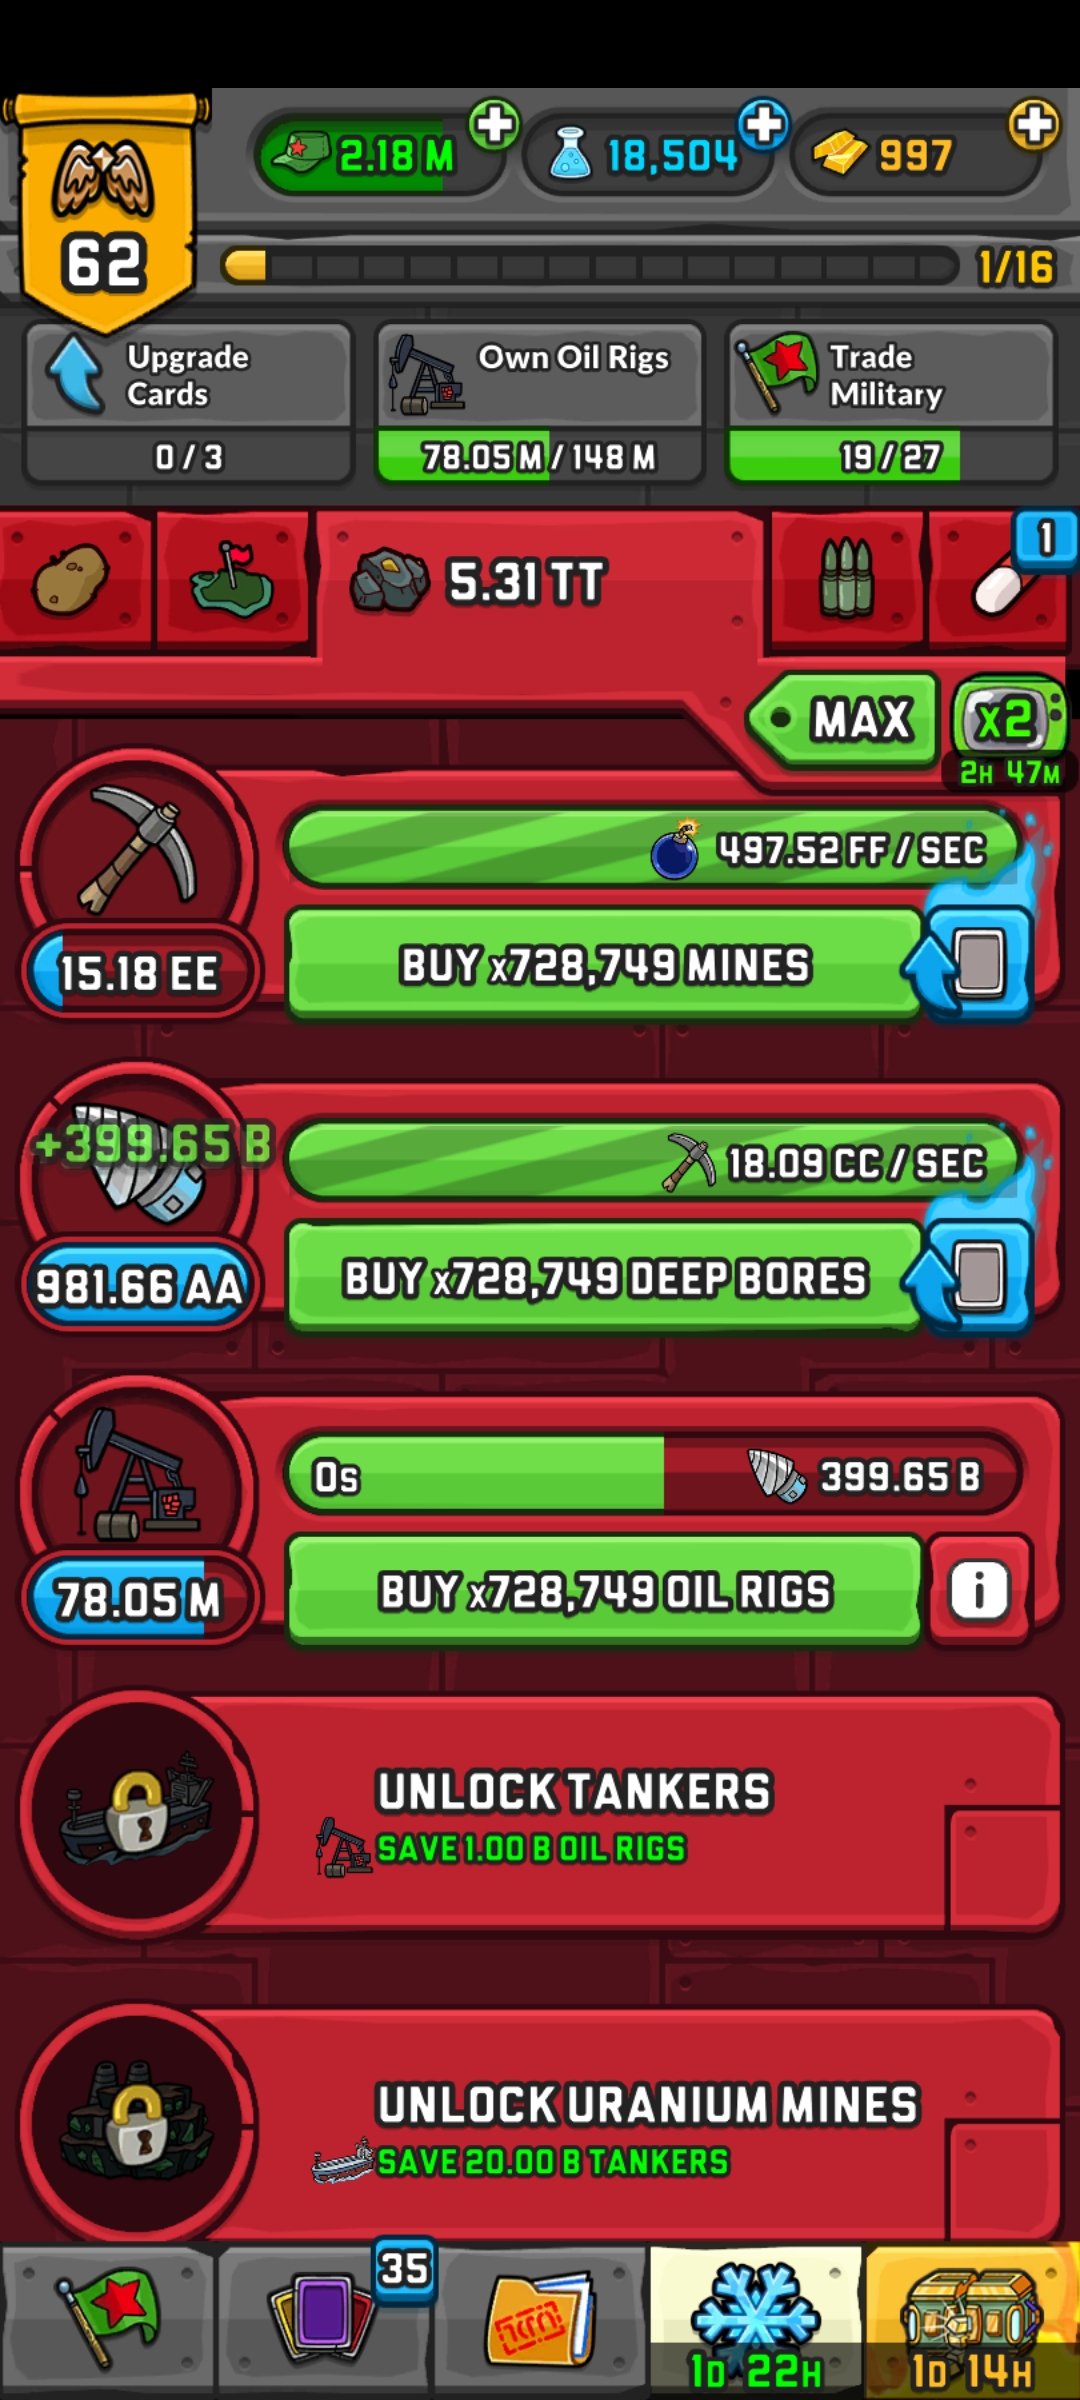 2.18 M
18,504
997
62
1/16
Upgrade
Cards
0 / 3
Own Oil Rigs
78.05 M / 148 M
Trade
Military
19 / 27
5.31 TT
1
MAX
x2
2H 47M
497.52 FF / SEC
15.18 EE
BUY x728,749 MINES
+399.65 B
18.09 CC / SEC
981.66 AA
BUY x728,749 DEEP BORES
0s
399.65 B
78.05 M
BUY x728,749 OIL RIGS
i
UNLOCK TANKERS
SAVE 1.00 B OIL RIGS
UNLOCK URANIUM MINES
SAVE 20.00 B TANKERS
35
1D 22H
1D 14H